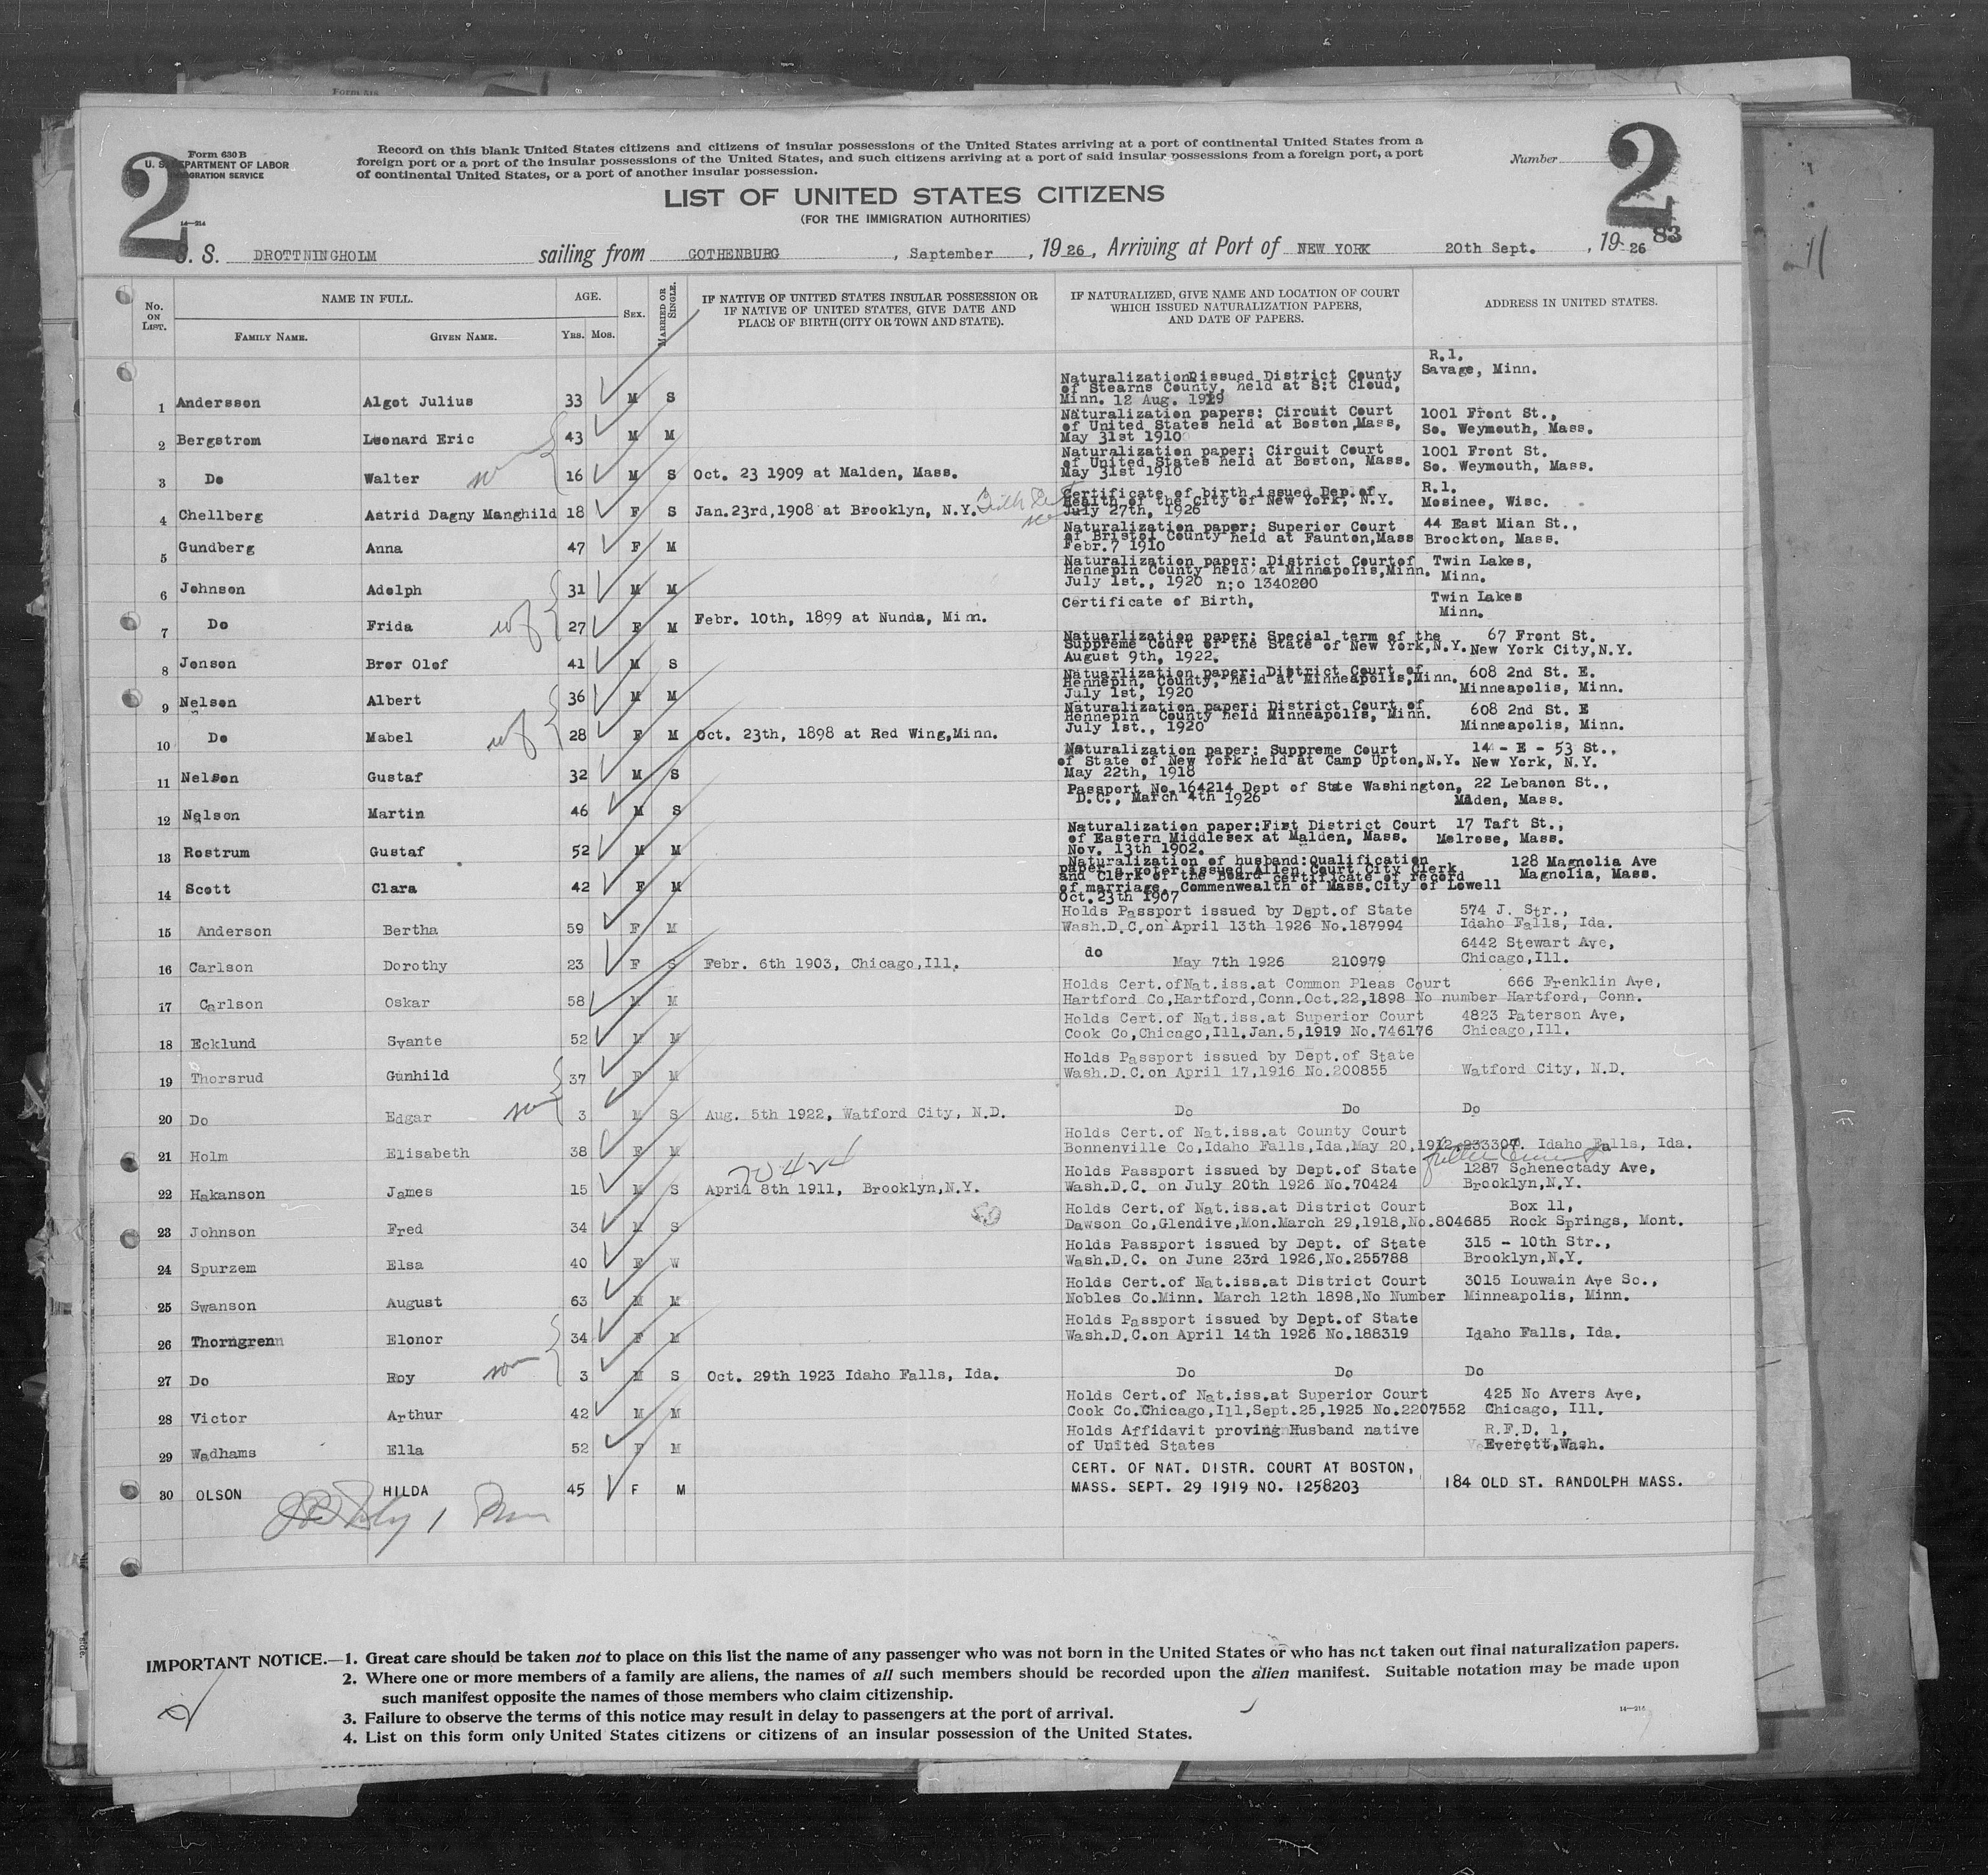 Form 515
2
Form 630 B
U. S. DEPARTMENT OF LABOR
IMMIGRATION SERVICE
14—214
Record on this blank United States citizens and citizens of insular possessions of the United States arriving at a port of continental United States from a
foreign port or a port of the insular possessions of the United States, and such citizens arriving at a port of said insular possessions from a foreign port, a port
of continental United States, or a port of another insular possession.
Number
2
83
LIST OF UNITED STATES CITIZENS
(FOR THE IMMIGRATION AUTHORITIES)
S. S. DROTTNINGHOLM sailing from GOTHENBURG , September , 19 26 , Arriving at Port of NEW YORK 20th Sept. , 19 26
No. ON LIST. NAME IN FULL. AGE. SEX. MARRIED OR SINGLE. IF NATIVE OF UNITED STATES INSULAR POSSESSION OR IF NATIVE OF UNITED STATES, GIVE DATE AND PLACE OF BIRTH (CITY OR TOWN AND STATE). IF NATURALIZED, GIVE NAME AND LOCATION OF COURT WHICH ISSUED NATURALIZATION PAPERS, AND DATE OF PAPERS. ADDRESS IN UNITED STATES.
FAMILY NAME. GIVEN NAME. YRS. MOS.
1 Andersson Algot Julius 33 M S Naturalization issued District County of Stearns County, held at S:t Cloud, Minn. 12 Aug. 1919 R.1. Savage, Minn.
2 Bergstrom Leonard Eric 43 M M Naturalization papers: Circuit Court of United States held at Boston, Mass, May 31st 1910 1001 Front St., So. Weymouth, Mass.
3 Do Walter son 16 M S Oct. 23 1909 at Malden, Mass. Naturalization paper: Circuit Court of United States held at Boston, Mass. May 31st 1910 1001 Front St. So. Weymouth, Mass.
4 Chellberg Astrid Dagny Manghild 18 F S Jan.23rd,1908 at Brooklyn, N.Y. Certificate of birth issued Dep.of Health of the City of New York, N.Y. July 27th, 1926 R.1. Mosinee, Wisc.
5 Gundberg Anna 47 F M Naturalization paper: Superior Court of Bristol County held at Faunton,Mass Febr. 7 1910 44 East Mian St., Brockton, Mass.
6 Johnson Adolph 31 M M Naturalization paper: District Courtof Hennepin County held at Minneapolis,Minn. July 1st., 1920 n:o 1340200 Twin Lakes, Minn.
7 Do Frida wf 27 F M Febr. 10th, 1899 at Nunda, Minn. Certificate of Birth. Twin Lakes Minn.
8 Jonson Bror Olof 41 M S Natuarlization paper: Special term of the Suppreme Court of the State of New York,N.Y. August 9th, 1922. 67 Front St. New York City,N.Y.
9 Nelson Albert 36 M M Natuarlization paper: District Court of Hennepin, County, held at Minneapolis,Minn. July 1st, 1920 608 2nd St. E. Minneapolis, Minn.
10 Do Mabel wf 28 F M Oct. 23th, 1898 at Red Wing,Minn. Naturalization paper: District Court of Hennepin County held Minneapolis, Minn. July 1st., 1920 608 2nd St. E Minneapolis, Minn.
11 Nelson Gustaf 32 M S Naturalization paper: Suppreme Court of State of New York held at Camp Upton,N.Y. May 22th, 1918 14 - E - 53 St., New York, N.Y.
12 Nelson Martin 46 M S Passport No.164214 Dept of State Washington, D.C., March 4th 1926 22 Lebanon St., Mlden, Mass.
13 Rostrum Gustaf 52 M M Naturalization paper:Fist District Court of Eastern Middlesex at Malden, Mass. Nov. 13th 1902. 17 Taft St., Melrose, Mass.
14 Scott Clara 42 F M Naturalization of husband:Qualification paper a voter issued Allen Court City Clerk and Clerk of the Board certificate of record of marriage. Commenwealth of Mass.City of Lowell Oct.23th 1907 128 Magnolia Ave Magnolia, Mass.
15 Anderson Bertha 59 F M Holds Passport issued by Dept.of State Wash.D.C.on April 13th 1926 No.187994 574 J. Str., Idaho Falls, Ida.
16 Carlson Dorothy 23 F S Febr. 6th 1903, Chicago,Ill. do May 7th 1926 210979 6442 Stewart Ave, Chicago,Ill.
17 Carlson Oskar 58 M M Holds Cert.ofNat.iss.at Common Pleas Court Hartford Co,Hartford,Conn.Oct.22,1898 No number 666 Frenklin Ave, Hartford, Conn.
18 Ecklund Svante 52 M M Holds Cert.of Nat.iss.at Superior Court Cook Co,Chicago,Ill.Jan.5,1919 No.746176 4823 Paterson Ave, Chicago,Ill.
19 Thorsrud Gunhild 37 F M Holds Passport issued by Dept.of State Wash.D.C.on April 17,1916 No.200855 Watford City, N.D.
20 Do Edgar son 3 M S Aug. 5th 1922, Watford City, N.D. Do Do Do
21 Holm Elisabeth 38 F M Holds Cert.of Nat.iss.at County Court Bonnenville Co,Idaho Falls,Ida,May 20,1912,233307. Idaho Falls, Ida.
70424
22 Hakanson James 15 M S April 8th 1911, Brooklyn,N.Y. Holds Passport issued by Dept.of State Wash.D.C. on July 20th 1926 No.70424 1287 Schenectady Ave, Brooklyn,N.Y.
23 Johnson Fred 34 M S Holds Cert.of Nat.iss.at District Court Dawson Co,Glendive,Mon.March 29,1918,No.804685 Box 11, Rock Springs, Mont.
24 Spurzem Elsa 40 F W Holds Passport issued by Dept. of State Wash.D.C. on June 23rd 1926,No.255788 315 - 10th Str., Brooklyn,N.Y.
25 Swanson August 63 M M Holds Cert.of Nat.iss.at District Court Nobles Co.Minn. March 12th 1898,No Number 3015 Louwain Ave So., Minneapolis, Minn.
26 Thorngren Elonor 34 F M Holds Passport issued by Dept.of State Wash.D.C.on April 14th 1926 No.188319 Idaho Falls, Ida.
27 Do Roy son 3 M S Oct. 29th 1923 Idaho Falls, Ida. Do Do Do
28 Victor Arthur 42 M M Holds Cert.of Nat.iss.at Superior Court Cook Co.Chicago,Ill,Sept.25,1925 No.2207552 425 No Avers Ave, Chicago, Ill.
29 Wadhams Ella 52 F M Holds Affidavit proving Husband native of United States R.F.D. 1, Everett,Wash.
30 OLSON HILDA 45 F M CERT. OF NAT. DISTR. COURT AT BOSTON, MASS. SEPT. 29 1919 NO. 1258203 184 OLD ST. RANDOLPH MASS.
IMPORTANT NOTICE.—1. Great care should be taken not to place on this list the name of any passenger who was not born in the United States or who has not taken out final naturalization papers.
2. Where one or more members of a family are aliens, the names of all such members should be recorded upon the alien manifest. Suitable notation may be made upon
such manifest opposite the names of those members who claim citizenship.
3. Failure to observe the terms of this notice may result in delay to passengers at the port of arrival.
4. List on this form only United States citizens or citizens of an insular possession of the United States.
14—214